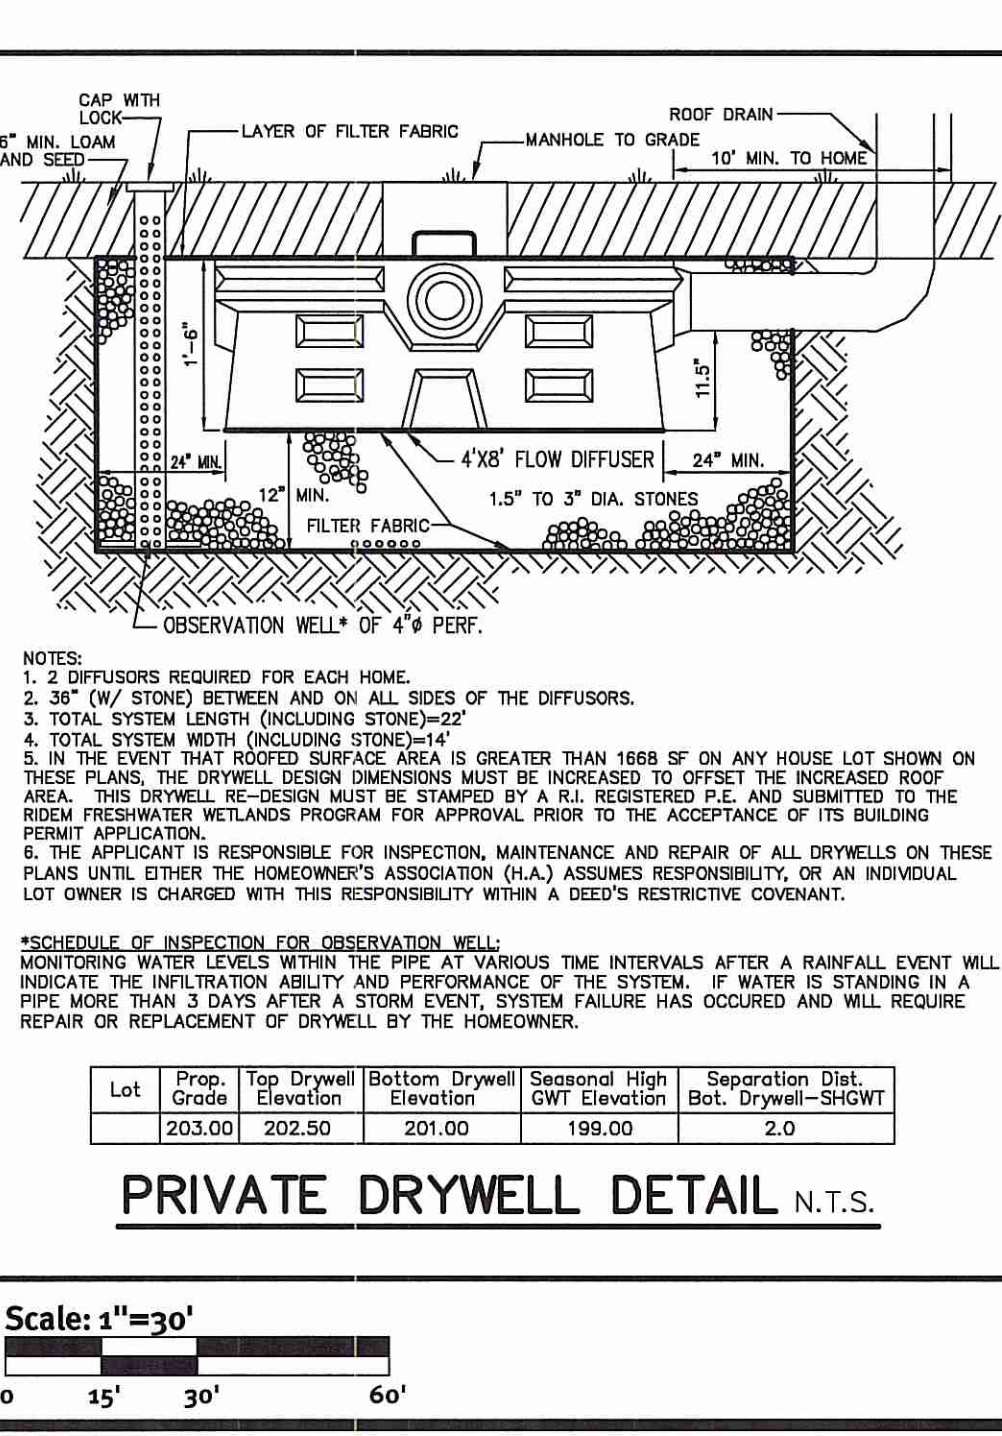 CAP WITH
LOCK
6" MIN. LOAM
AND SEED
LAYER OF FILTER FABRIC
MANHOLE TO GRADE
ROOF DRAIN
10' MIN. TO HOME
1'-6"
11.5"
24" MIN.
4'X8' FLOW DIFFUSER
24" MIN.
12" MIN.
1.5" TO 3" DIA. STONES
FILTER FABRIC
OBSERVATION WELL* OF 4"ø PERF.
NOTES:
1. 2 DIFFUSORS REQUIRED FOR EACH HOME.
2. 36" (W/ STONE) BETWEEN AND ON ALL SIDES OF THE DIFFUSORS.
3. TOTAL SYSTEM LENGTH (INCLUDING STONE)=22'
4. TOTAL SYSTEM WIDTH (INCLUDING STONE)=14'
5. IN THE EVENT THAT ROOFED SURFACE AREA IS GREATER THAN 1668 SF ON ANY HOUSE LOT SHOWN ON
THESE PLANS, THE DRYWELL DESIGN DIMENSIONS MUST BE INCREASED TO OFFSET THE INCREASED ROOF
AREA. THIS DRYWELL RE-DESIGN MUST BE STAMPED BY A R.I. REGISTERED P.E. AND SUBMITTED TO THE
RIDEM FRESHWATER WETLANDS PROGRAM FOR APPROVAL PRIOR TO THE ACCEPTANCE OF ITS BUILDING
PERMIT APPLICATION.
6. THE APPLICANT IS RESPONSIBLE FOR INSPECTION, MAINTENANCE AND REPAIR OF ALL DRYWELLS ON THESE
PLANS UNTIL EITHER THE HOMEOWNER'S ASSOCIATION (H.A.) ASSUMES RESPONSIBILITY, OR AN INDIVIDUAL
LOT OWNER IS CHARGED WITH THIS RESPONSIBILITY WITHIN A DEED'S RESTRICTIVE COVENANT.
*SCHEDULE OF INSPECTION FOR OBSERVATION WELL:
MONITORING WATER LEVELS WITHIN THE PIPE AT VARIOUS TIME INTERVALS AFTER A RAINFALL EVENT WILL
INDICATE THE INFILTRATION ABILITY AND PERFORMANCE OF THE SYSTEM. IF WATER IS STANDING IN A
PIPE MORE THAN 3 DAYS AFTER A STORM EVENT, SYSTEM FAILURE HAS OCCURED AND WILL REQUIRE
REPAIR OR REPLACEMENT OF DRYWELL BY THE HOMEOWNER.
Lot | Prop. Grade | Top Drywell Elevation | Bottom Drywell Elevation | Seasonal High GWT Elevation | Separation Dist. Bot. Drywell-SHGWT
203.00 | 202.50 | 201.00 | 199.00 | 2.0
PRIVATE DRYWELL DETAIL N.T.S.
Scale: 1"=30'
0 15' 30' 60'